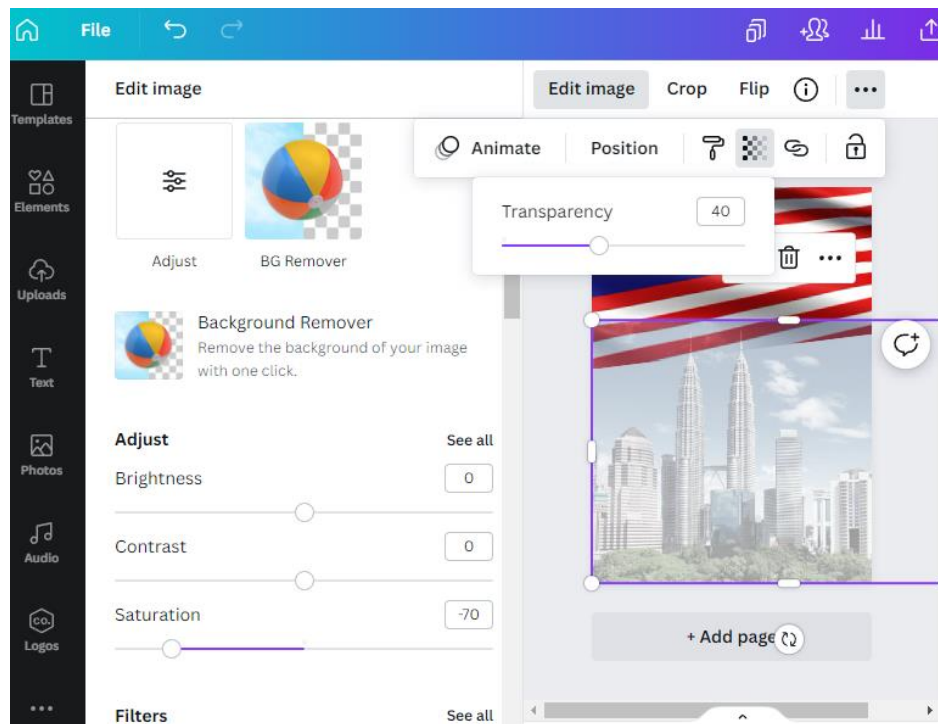 File
Templates
Elements
Uploads
Text
Photos
Audio
CO.
Logos
Edit image
Adjust
BG Remover
Background Remover
Remove the background of your image
with one click.
Adjust
See all
Brightness
0
Contrast
0
Saturation
-70
Filters
See all
Edit image
Crop
Flip
Animate
Position
Transparency
40
+ Add page